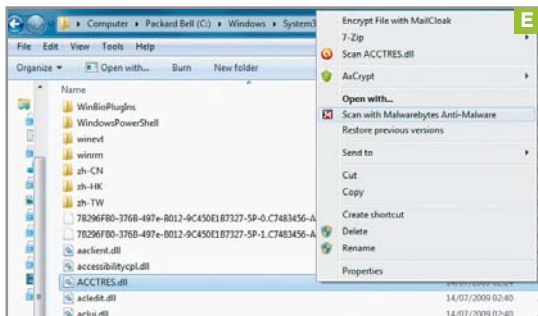 Computer ▸ Packard Bell (C:) ▸ Windows ▸ System3
File Edit View Tools Help
Organize Open with... Burn New folder
Name
WinBioPlugIns
WindowsPowerShell
winevt
winrm
zh-CN
zh-HK
zh-TW
7B296FB0-376B-497e-B012-9C450E1B7327-5P-0.C7483456-A
7B296FB0-376B-497e-B012-9C450E1B7327-5P-1.C7483456-A
aaclient.dll
accessibilitycpl.dll
ACCTRES.dll
acledit.dll 14/07/2009 02:40
aclui.dll 14/07/2009 02:40
E
Encrypt File with MailCloak
7-Zip
Scan ACCTRES.dll
AxCrypt
Open with...
Scan with Malwarebytes Anti-Malware
Restore previous versions
Send to
Cut
Copy
Create shortcut
Delete
Rename
Properties